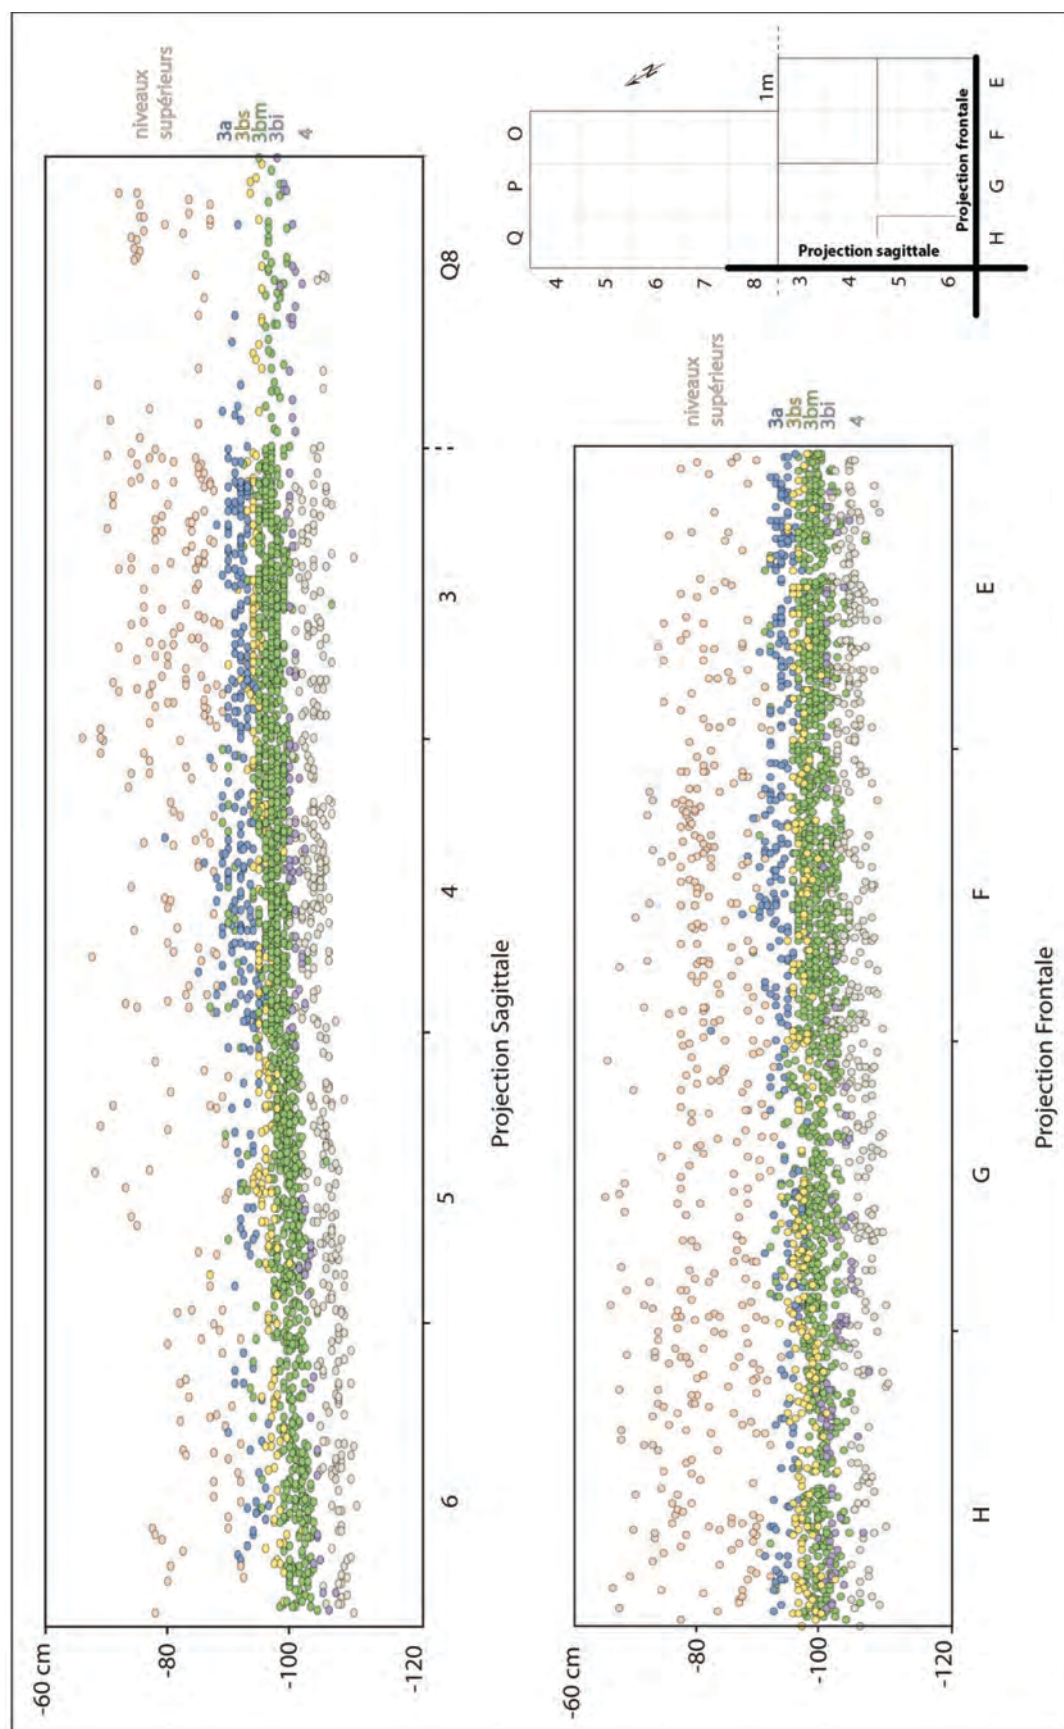 niveaux
supérieurs
3a
3bs
3bm
3bi
4
-60 cm
-80
-100
-120
6
5
4
3
Q8
Projection Sagittale
niveaux
supérieurs
3a
3bs
3bm
3bi
4
-60 cm
-80
-100
-120
H
G
F
E
Projection Frontale
N
1m
Q
P
O
4
5
6
7
8
3
4
5
6
Projection sagittale
Projection frontale
H
G
F
E